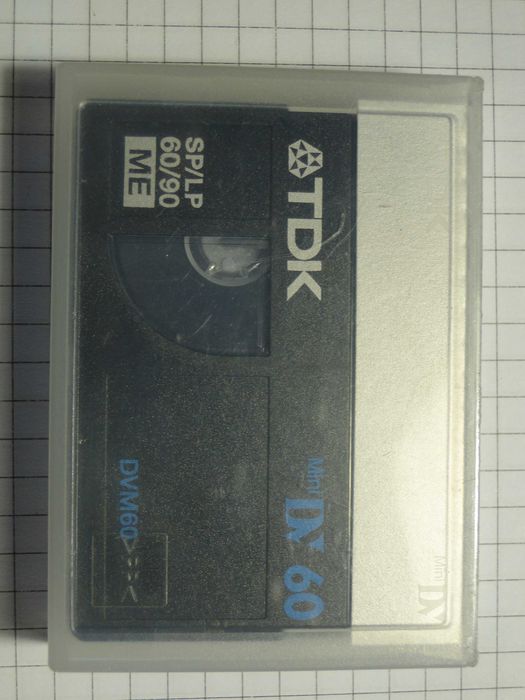 Mini DV
TDK
Mini DV 60
SP/LP
60/90
ME
DVM60